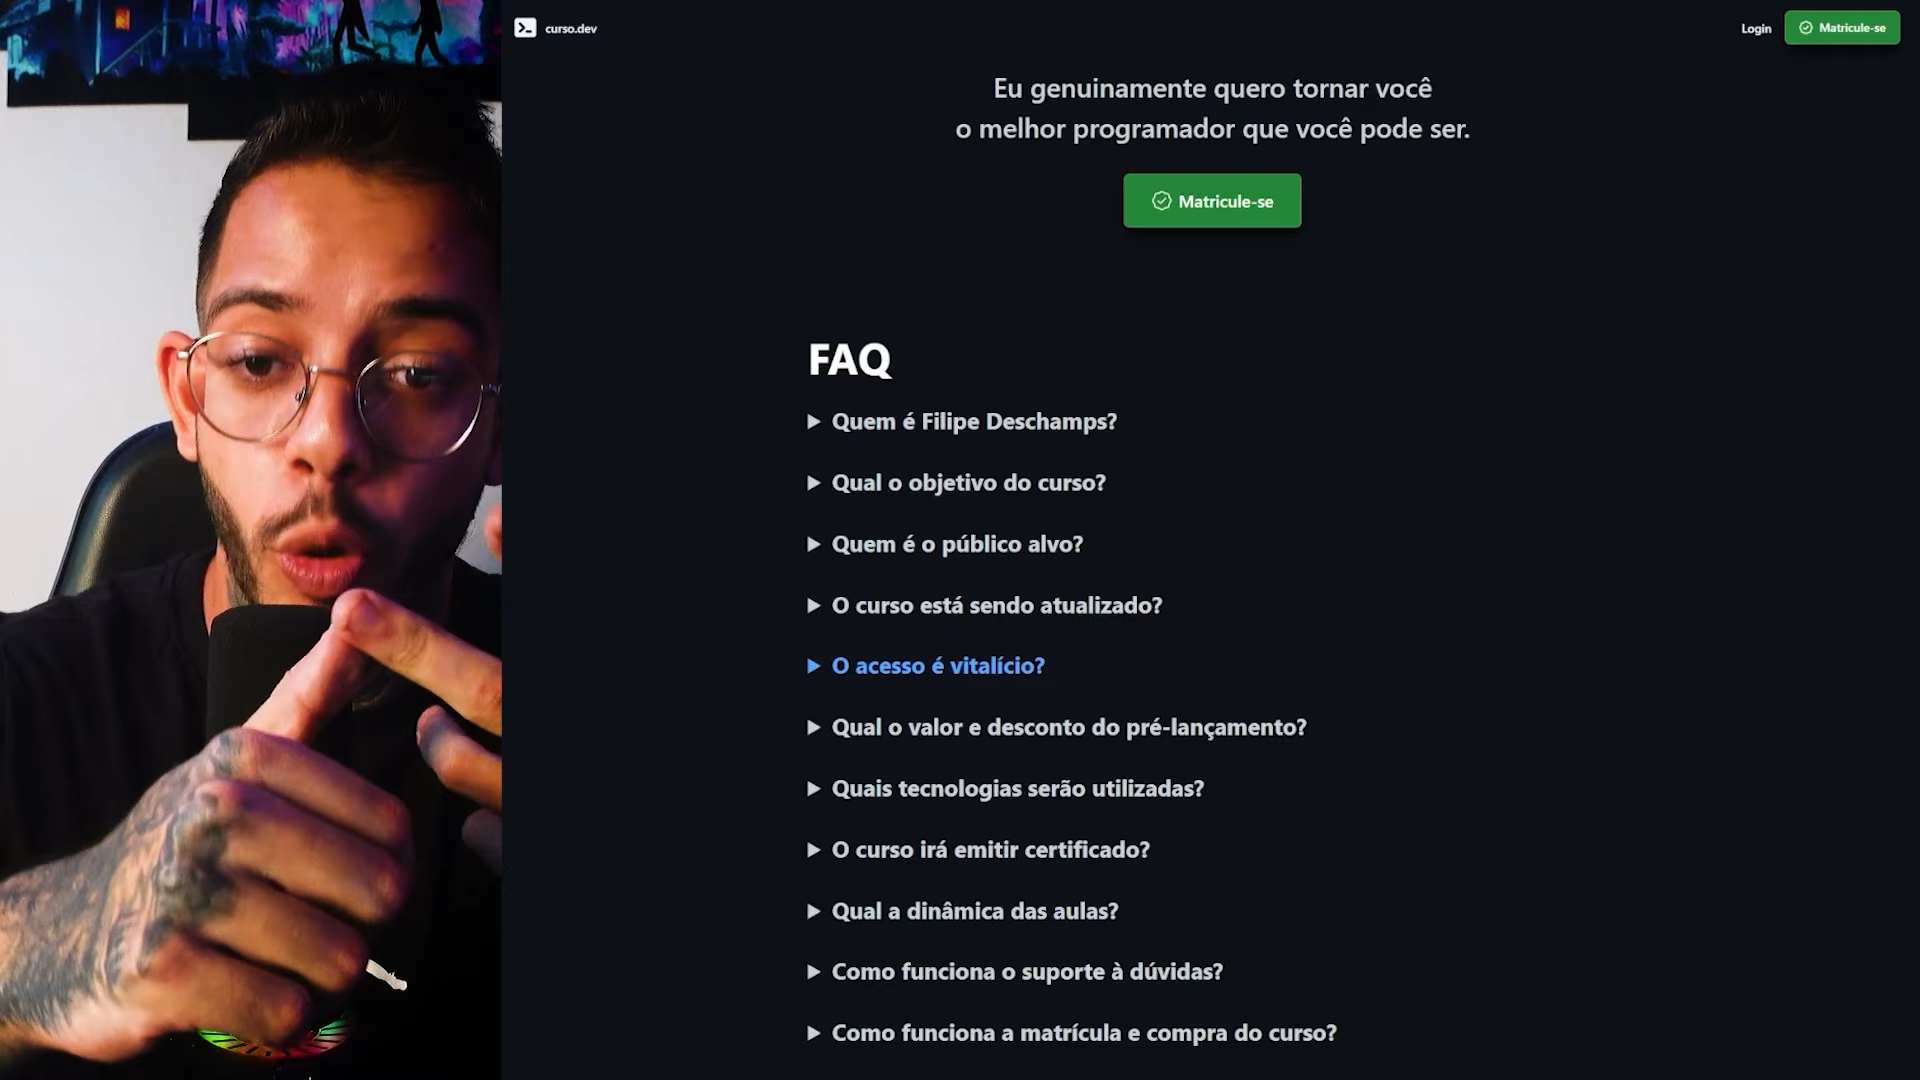 curso.dev
Login
Matricule-se
Eu genuinamente quero tornar você
o melhor programador que você pode ser.
Matricule-se
FAQ
Quem é Filipe Deschamps?
Qual o objetivo do curso?
Quem é o público alvo?
O curso está sendo atualizado?
O acesso é vitalício?
Qual o valor e desconto do pré-lançamento?
Quais tecnologias serão utilizadas?
O curso irá emitir certificado?
Qual a dinâmica das aulas?
Como funciona o suporte à dúvidas?
Como funciona a matrícula e compra do curso?